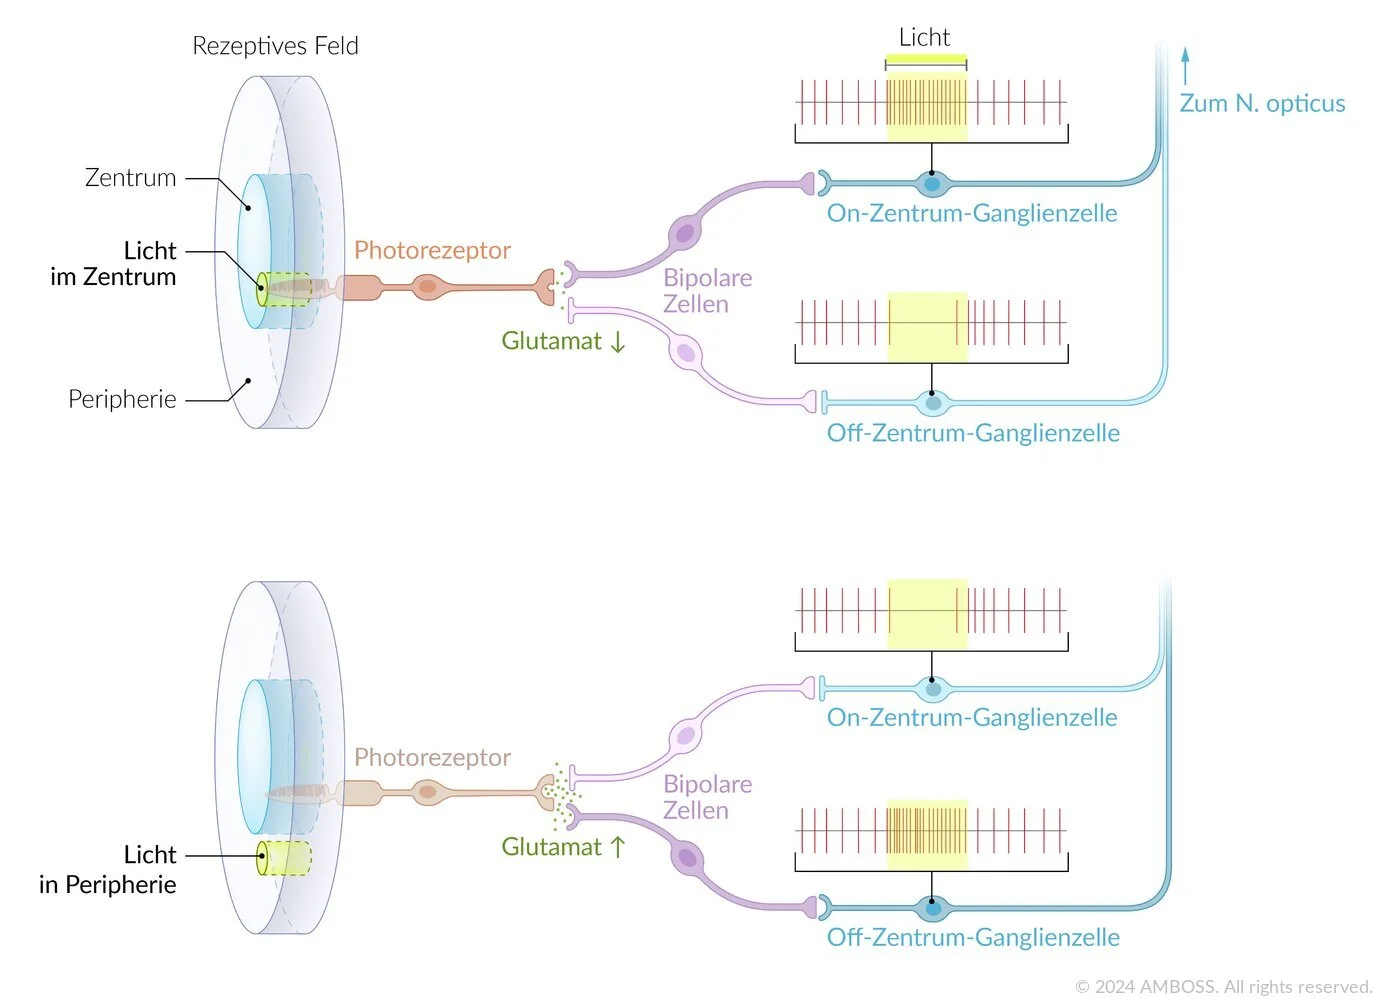 Rezeptives Feld
Licht
Zum N. opticus
Zentrum
On-Zentrum-Ganglienzelle
Licht
im Zentrum
Photorezeptor
Bipolare
Zellen
Glutamat ↓
Peripherie
Off-Zentrum-Ganglienzelle
Photorezeptor
On-Zentrum-Ganglienzelle
Bipolare
Zellen
Glutamat ↑
Licht
in Peripherie
Off-Zentrum-Ganglienzelle
© 2024 AMBOSS. All rights reserved.